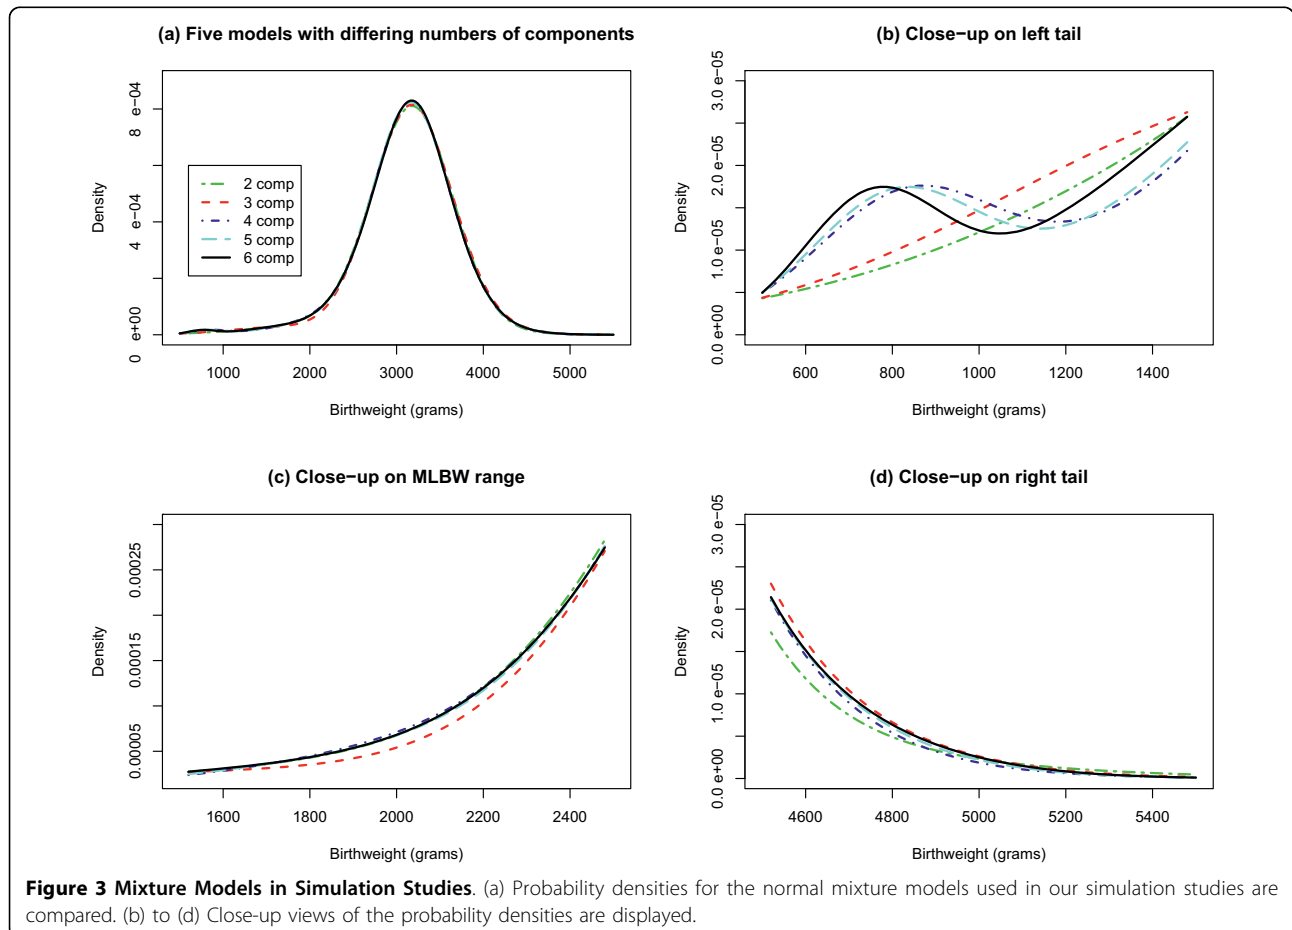 (a) Five models with differing numbers of components
Density
0 e+00
4 e−04
8 e−04
2 comp
3 comp
4 comp
5 comp
6 comp
1000 2000 3000 4000 5000
Birthweight (grams)
(b) Close−up on left tail
Density
0.0 e+00
1.0 e−05
2.0 e−05
3.0 e−05
600 800 1000 1200 1400
Birthweight (grams)
(c) Close−up on MLBW range
Density
0.00005
0.00015
0.00025
1600 1800 2000 2200 2400
Birthweight (grams)
(d) Close−up on right tail
Density
0.0 e+00
1.0 e−05
2.0 e−05
3.0 e−05
4600 4800 5000 5200 5400
Birthweight (grams)
Figure 3 Mixture Models in Simulation Studies. (a) Probability densities for the normal mixture models used in our simulation studies are
compared. (b) to (d) Close-up views of the probability densities are displayed.